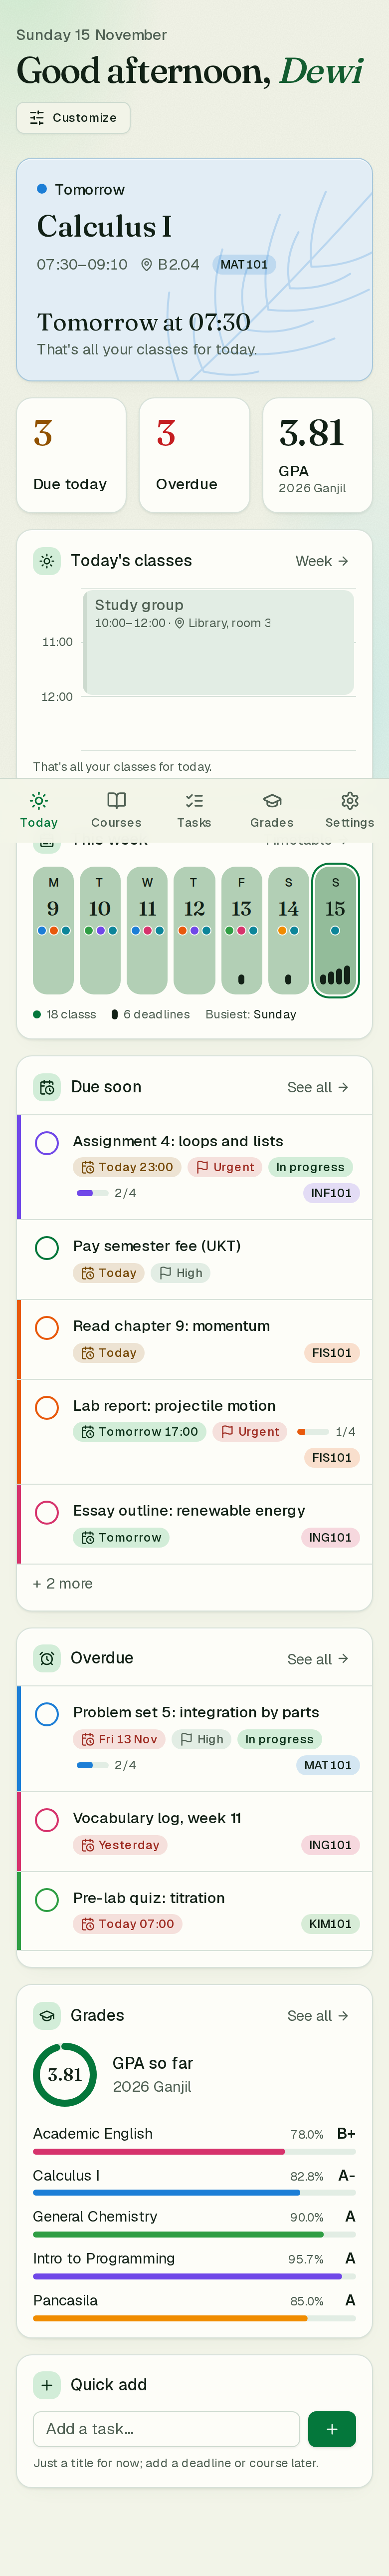 Sunday 15 November
Good afternoon, Dewi
Customize
Tomorrow
Calculus I
07:30–09:10 B2.04 MAT101
Tomorrow at 07:30
That's all your classes for today.
3
Due today
3
Overdue
3.81
GPA
2026 Ganjil
Today's classes Week →
Study group
10:00–12:00 · Library, room 3
11:00
12:00
That's all your classes for today.
Today Courses Tasks Grades Settings
M T W T F S S
9 10 11 12 13 14 15
18 classs 6 deadlines Busiest: Sunday
Due soon See all →
Assignment 4: loops and lists
Today 23:00 Urgent In progress
2/4 INF101
Pay semester fee (UKT)
Today High
Read chapter 9: momentum
Today FIS101
Lab report: projectile motion
Tomorrow 17:00 Urgent 1/4
FIS101
Essay outline: renewable energy
Tomorrow ING101
+ 2 more
Overdue See all →
Problem set 5: integration by parts
Fri 13 Nov High In progress
2/4 MAT101
Vocabulary log, week 11
Yesterday ING101
Pre-lab quiz: titration
Today 07:00 KIM101
Grades See all →
3.81
GPA so far
2026 Ganjil
Academic English 78.0% B+
Calculus I 82.8% A-
General Chemistry 90.0% A
Intro to Programming 95.7% A
Pancasila 85.0% A
Quick add
Add a task...
Just a title for now; add a deadline or course later.